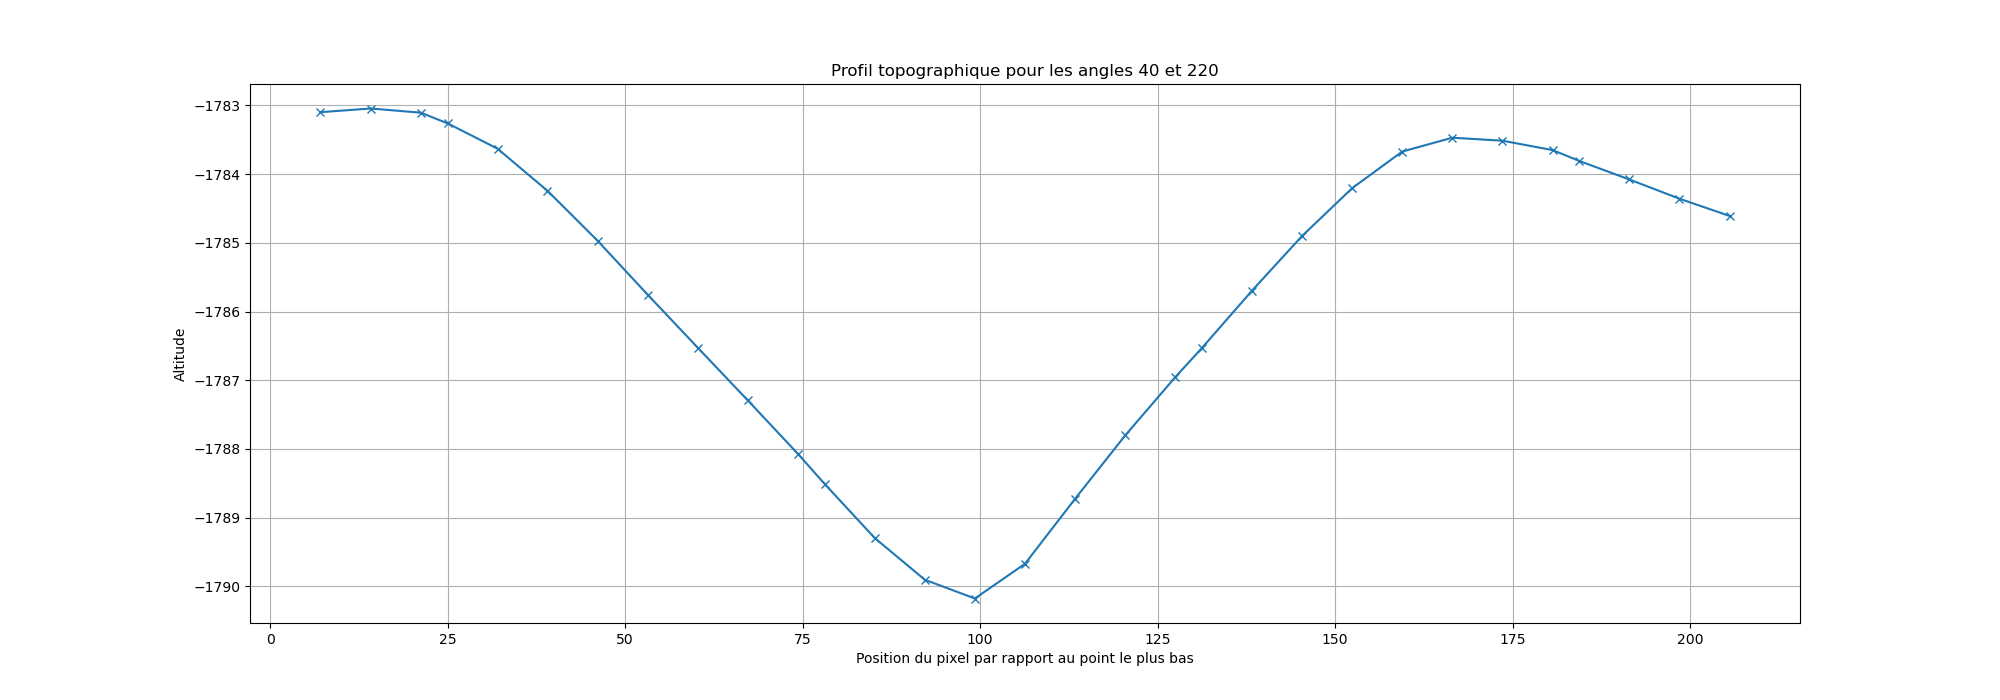 Profil topographique pour les angles 40 et 220
Altitude
−1783
−1784
−1785
−1786
−1787
−1788
−1789
−1790
0 25 50 75 100 125 150 175 200
Position du pixel par rapport au point le plus bas